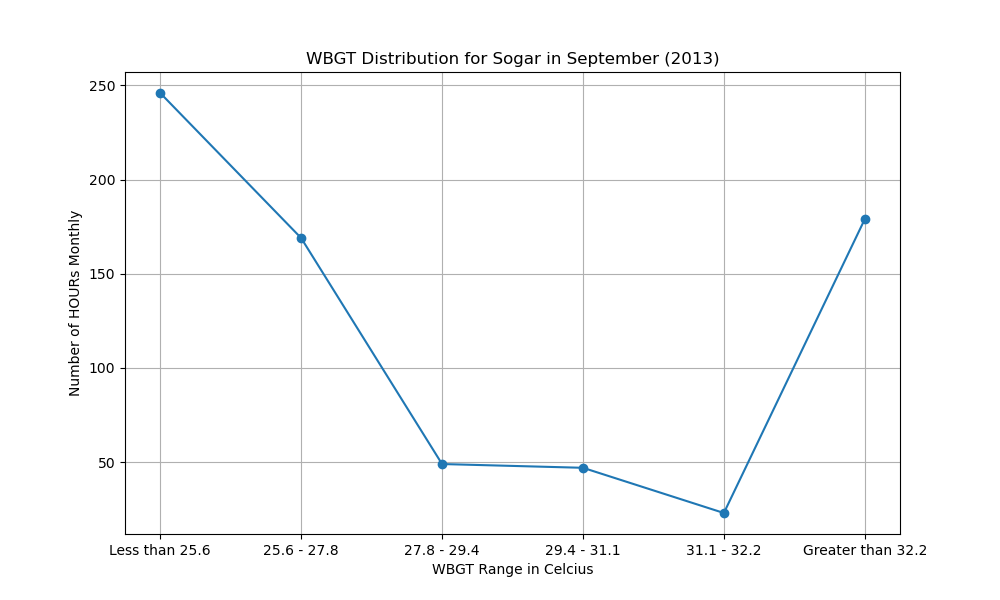 WBGT Distribution for Sogar in September (2013)
250
200
150
100
50
Number of HOURs Monthly
Less than 25.6
25.6 - 27.8
27.8 - 29.4
29.4 - 31.1
31.1 - 32.2
Greater than 32.2
WBGT Range in Celcius